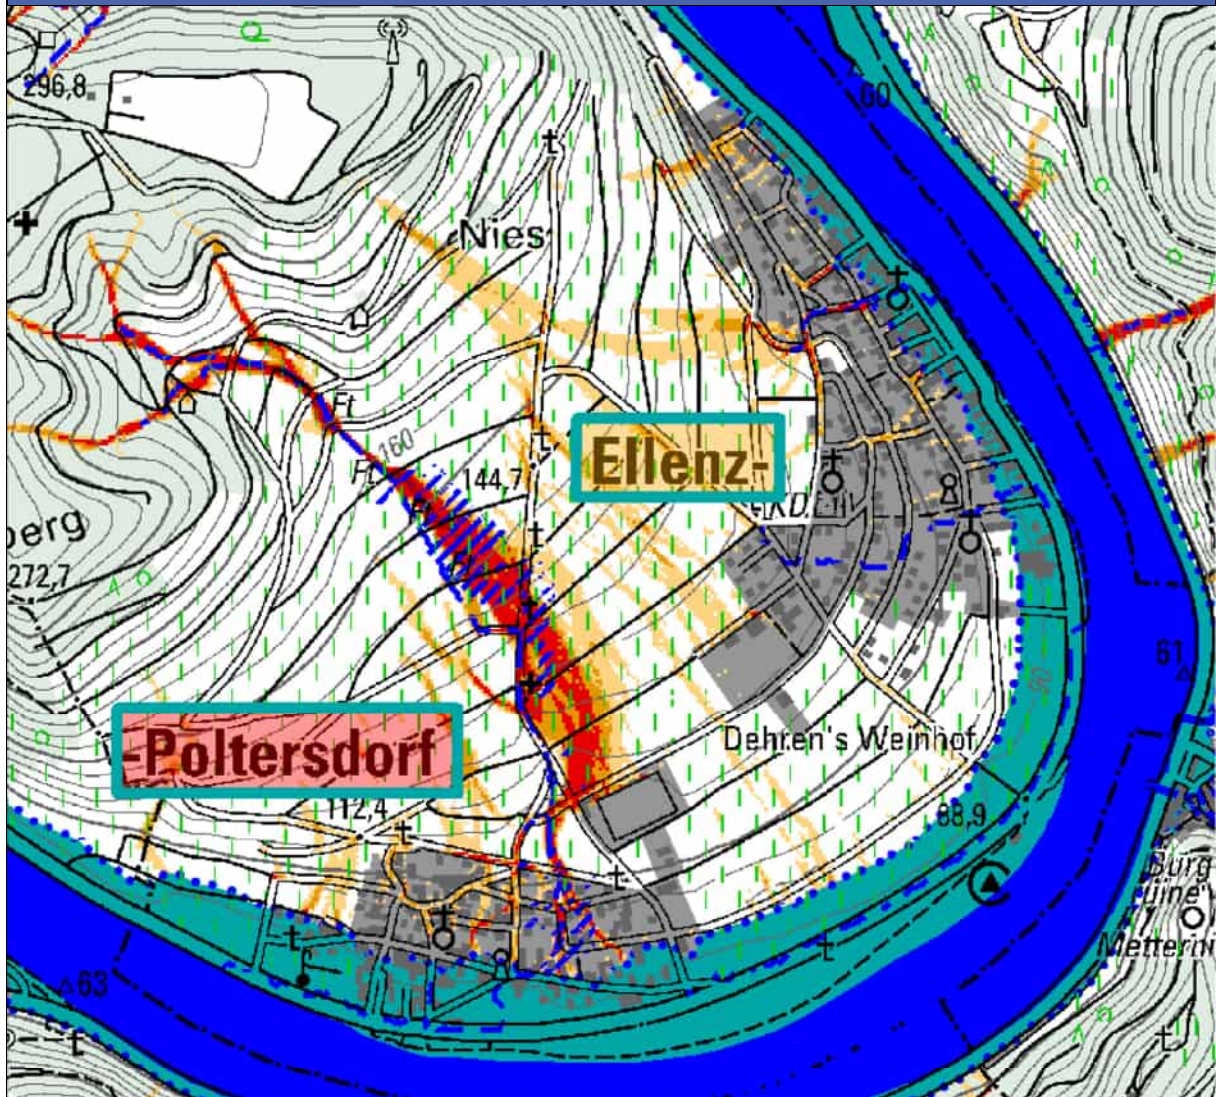 296,8
60
Nies
Ft
160
Ft
144,7
Ellenz-
berg
272,7
61
90
-Poltersdorf
Dehren's Weinhof
112,4
88,9
Burg
Metterni
63